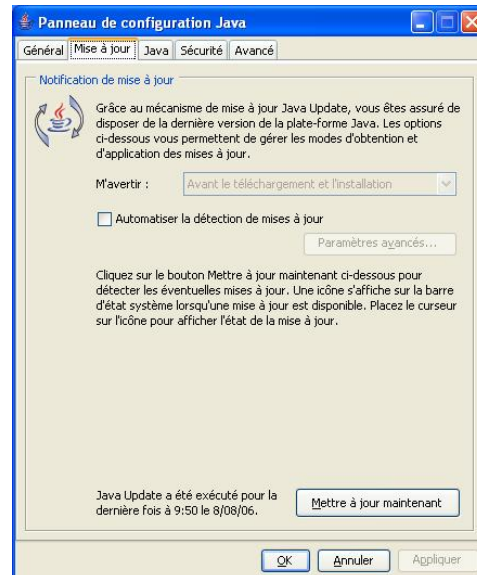 Panneau de configuration Java
Général Mise à jour Java Sécurité Avancé
Notification de mise à jour
Grâce au mécanisme de mise à jour Java Update, vous êtes assuré de
disposer de la dernière version de la plate-forme Java. Les options
ci-dessous vous permettent de gérer les modes d'obtention et
d'application des mises à jour.
M'avertir : Avant le téléchargement et l'installation
Automatiser la détection de mises à jour
Paramètres avancés...
Cliquez sur le bouton Mettre à jour maintenant ci-dessous pour
détecter les éventuelles mises à jour. Une icône s'affiche sur la barre
d'état système lorsqu'une mise à jour est disponible. Placez le curseur
sur l'icône pour afficher l'état de la mise à jour.
Java Update a été exécuté pour la
dernière fois à 9:50 le 8/08/06.
Mettre à jour maintenant
OK Annuler Appliquer